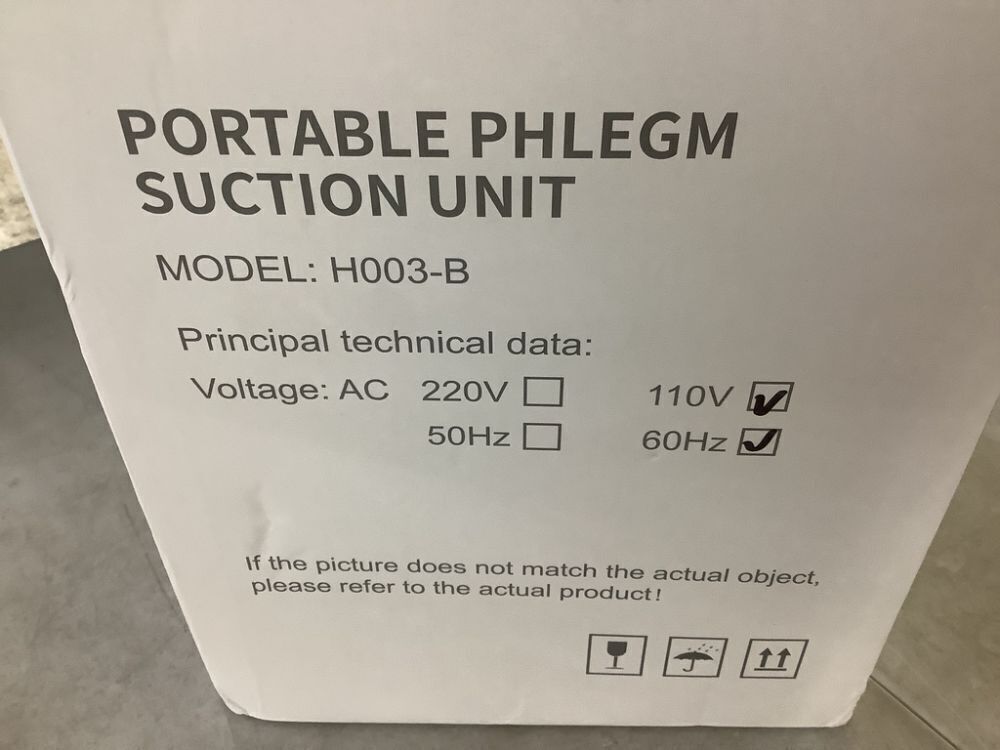 PORTABLE PHLEGM
SUCTION UNIT
MODEL: H003-B
Principal technical data:
Voltage: AC 220V 110V
50Hz 60Hz
If the picture does not match the actual object,
please refer to the actual product!